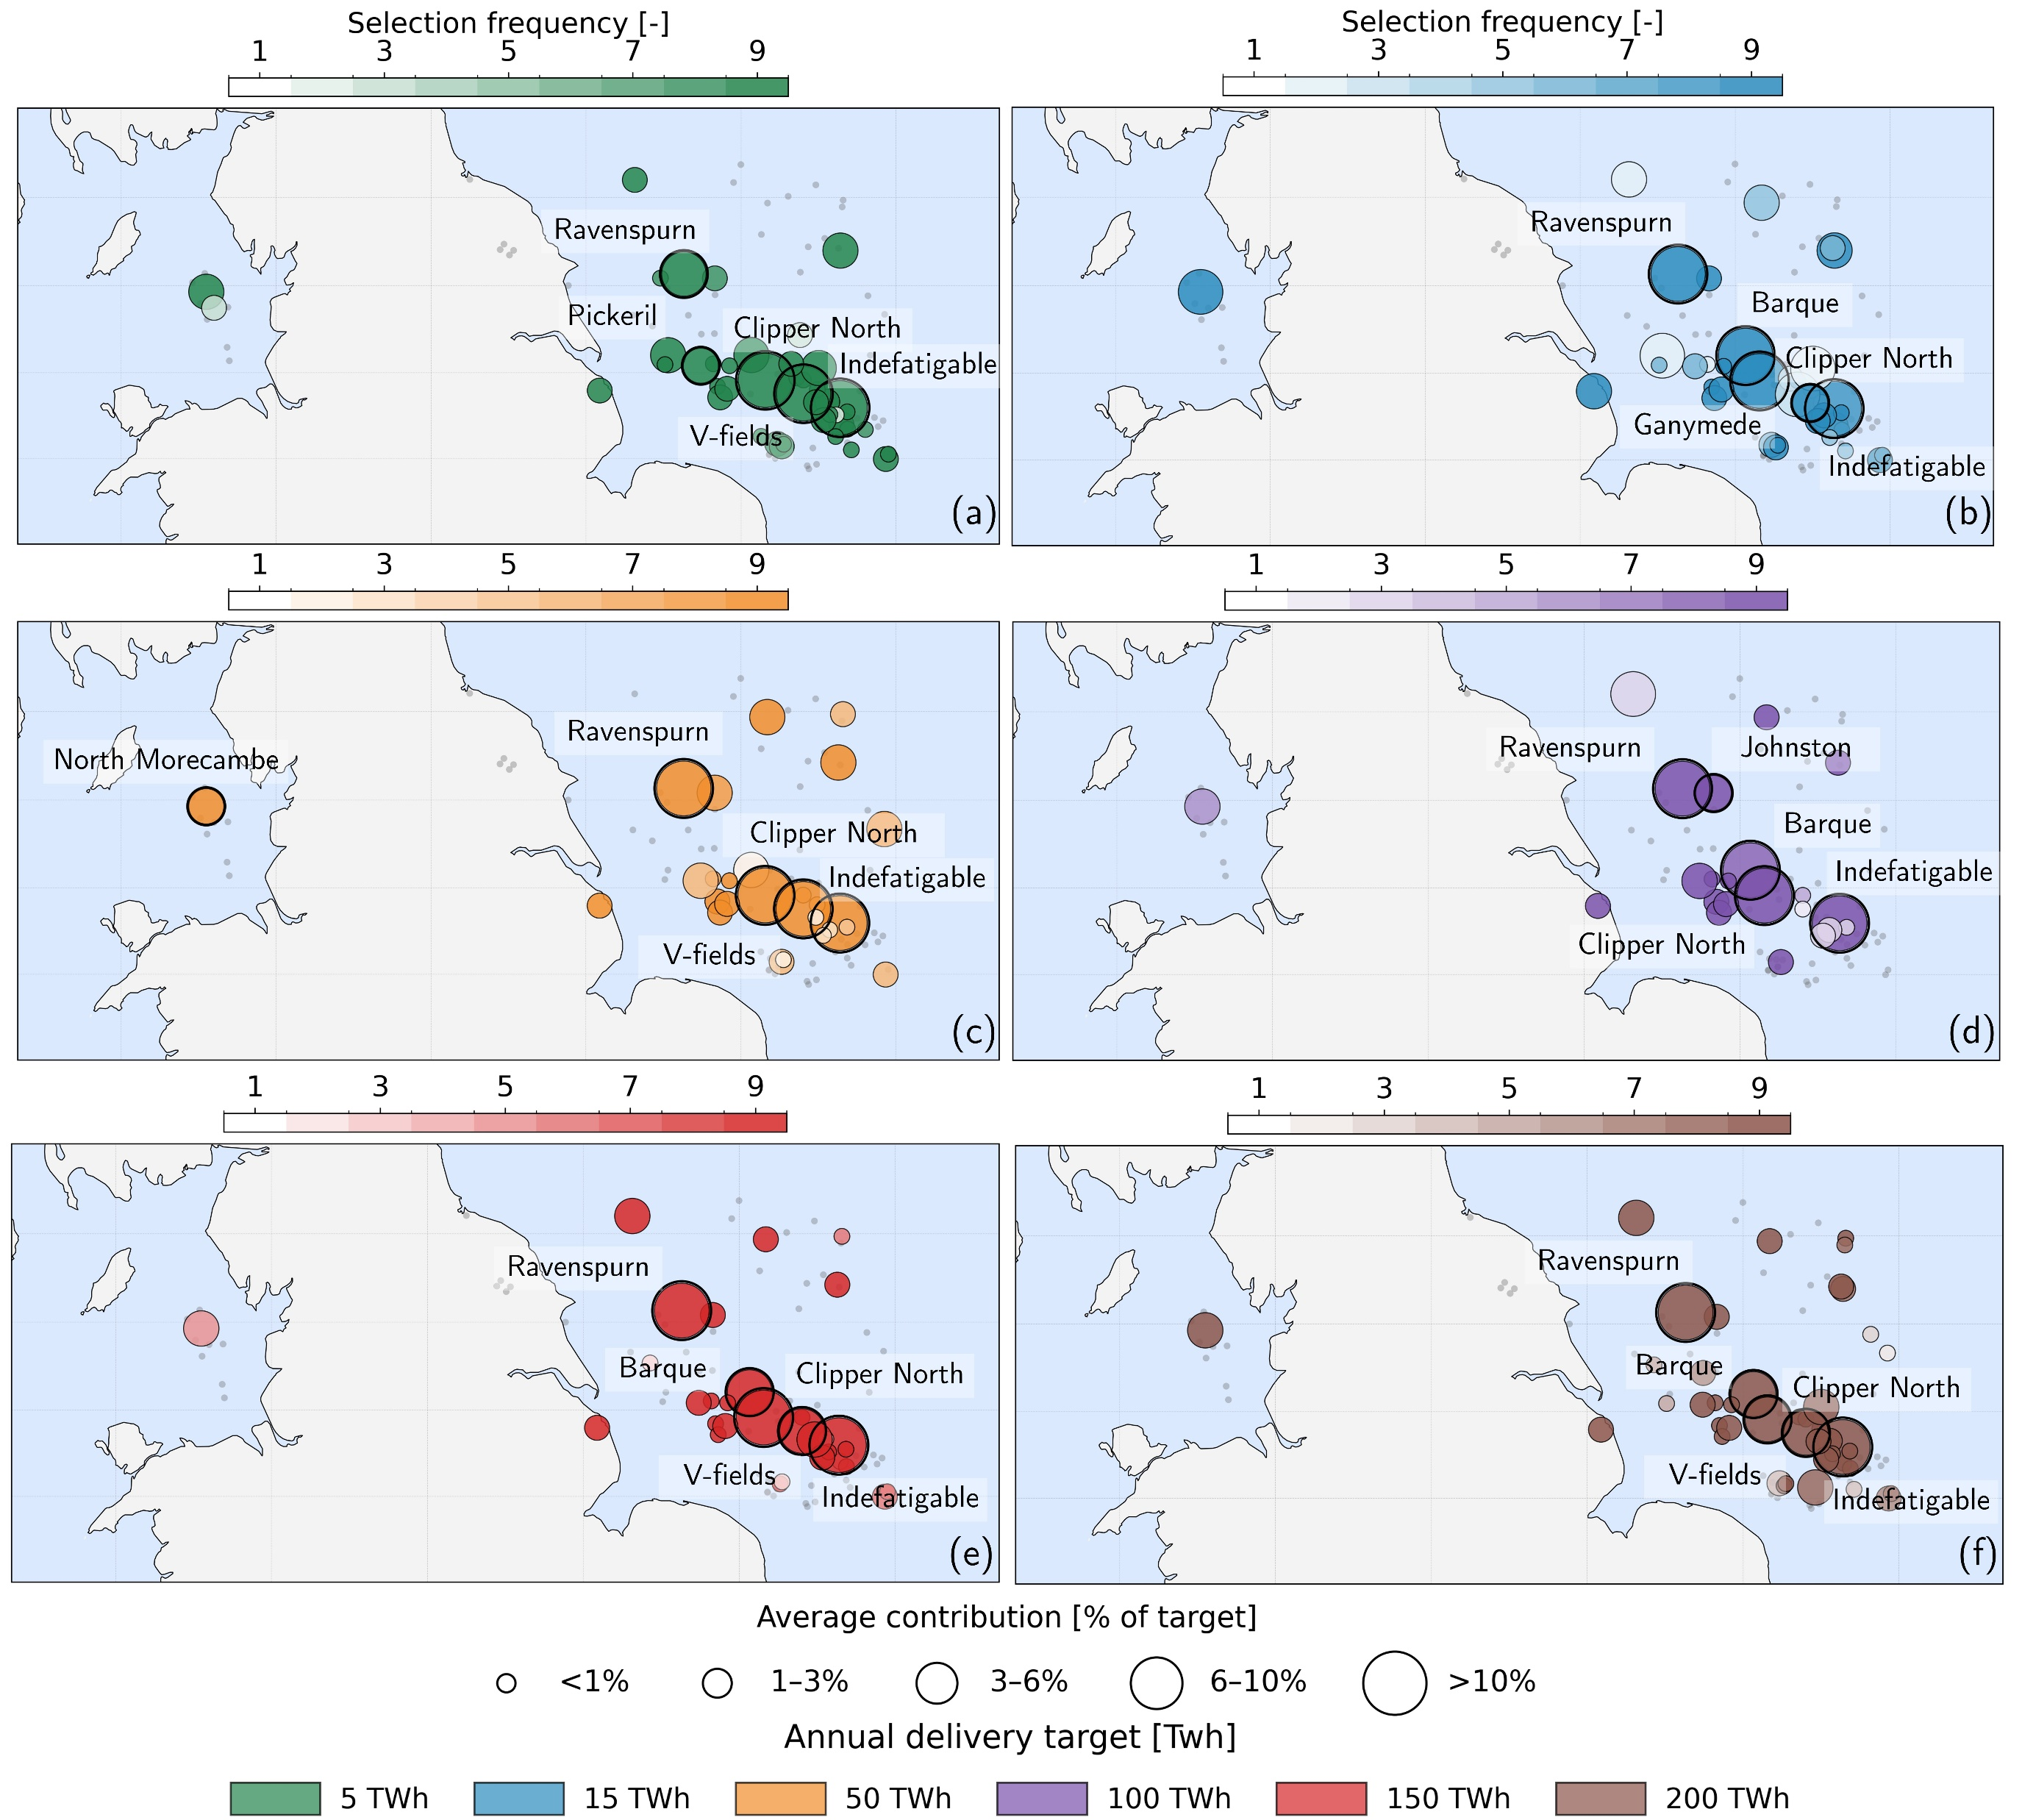 Selection frequency [-]
1 3 5 7 9
Ravenspurn
Pickeril
Clipper North
Indefatigable
V-fields
(a)
Selection frequency [-]
1 3 5 7 9
Ravenspurn
Barque
Clipper North
Ganymede
Indefatigable
(b)
1 3 5 7 9
Ravenspurn
North Morecambe
Clipper North
Indefatigable
V-fields
(c)
1 3 5 7 9
Ravenspurn
Johnston
Barque
Indefatigable
Clipper North
(d)
1 3 5 7 9
Ravenspurn
Barque
Clipper North
V-fields
Indefatigable
(e)
1 3 5 7 9
Ravenspurn
Barque
Clipper North
V-fields
Indefatigable
(f)
Average contribution [% of target]
<1% 1–3% 3–6% 6–10% >10%
Annual delivery target [Twh]
5 TWh 15 TWh 50 TWh 100 TWh 150 TWh 200 TWh